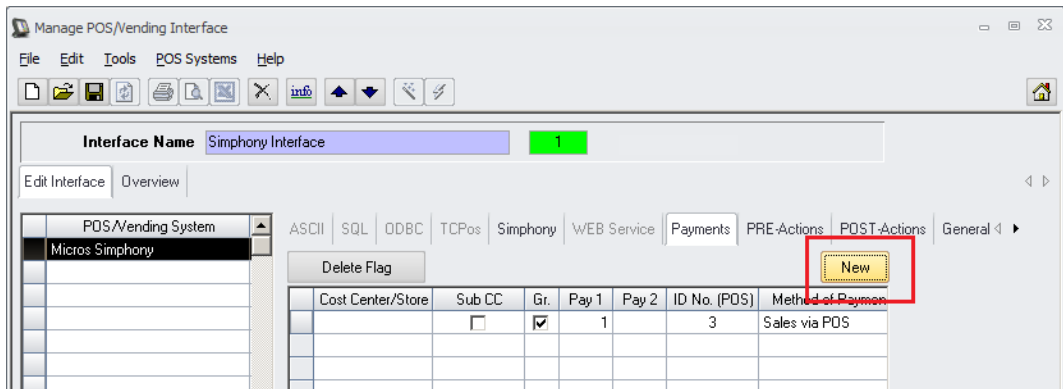 Manage POS/Vending Interface
File Edit Tools POS Systems Help
info
Interface Name Simphony Interface 1
Edit Interface Overview
POS/Vending System
Micros Simphony
ASCII SQL ODBC TCPos Simphony WEB Service Payments PRE-Actions POST-Actions General
Delete Flag New
Cost Center/Store Sub CC Gr. Pay 1 Pay 2 ID No. (POS) Method of Paymen
1 3 Sales via POS